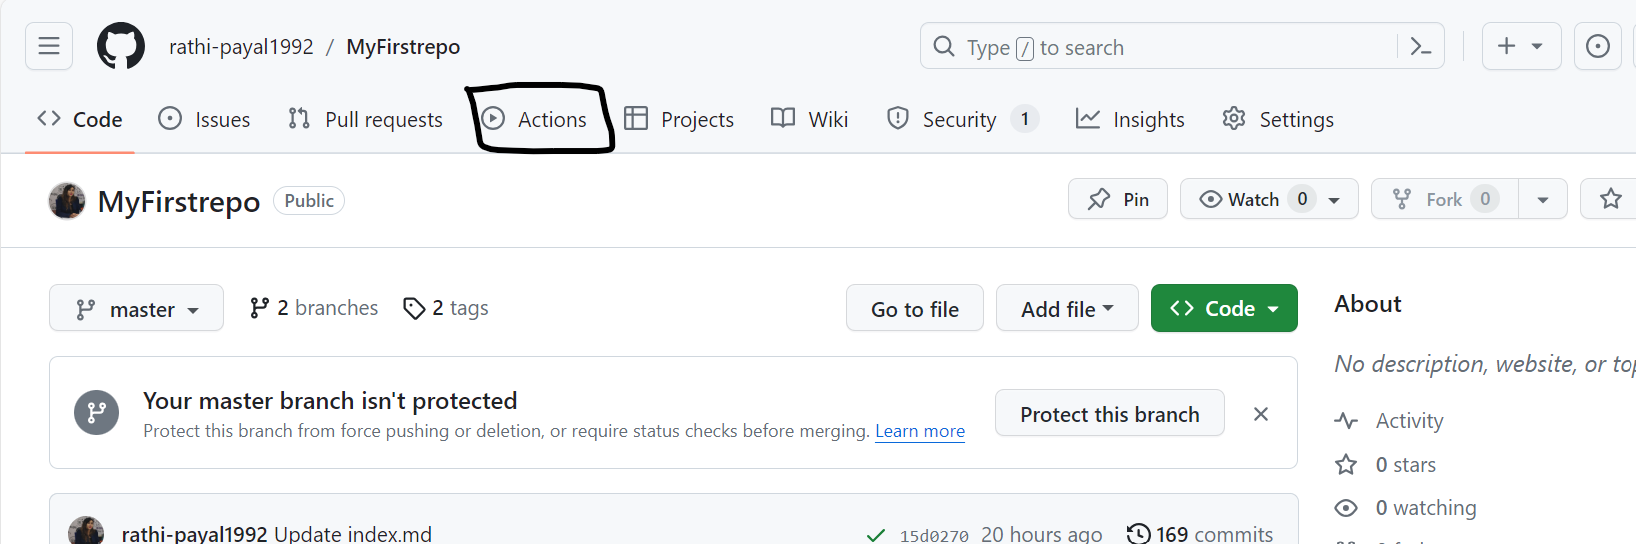 rathi-payal1992 / MyFirstrepo
Type / to search
Code Issues Pull requests Actions Projects Wiki Security 1 Insights Settings
MyFirstrepo Public
Pin Watch 0 Fork 0
master 2 branches 2 tags
Go to file Add file Code
About
No description, website, or
Your master branch isn't protected
Protect this branch from force pushing or deletion, or require status checks before merging. Learn more
Protect this branch
Activity
0 stars
0 watching
rathi-payal1992 Update index.md 15d0270 20 hours ago 169 commits